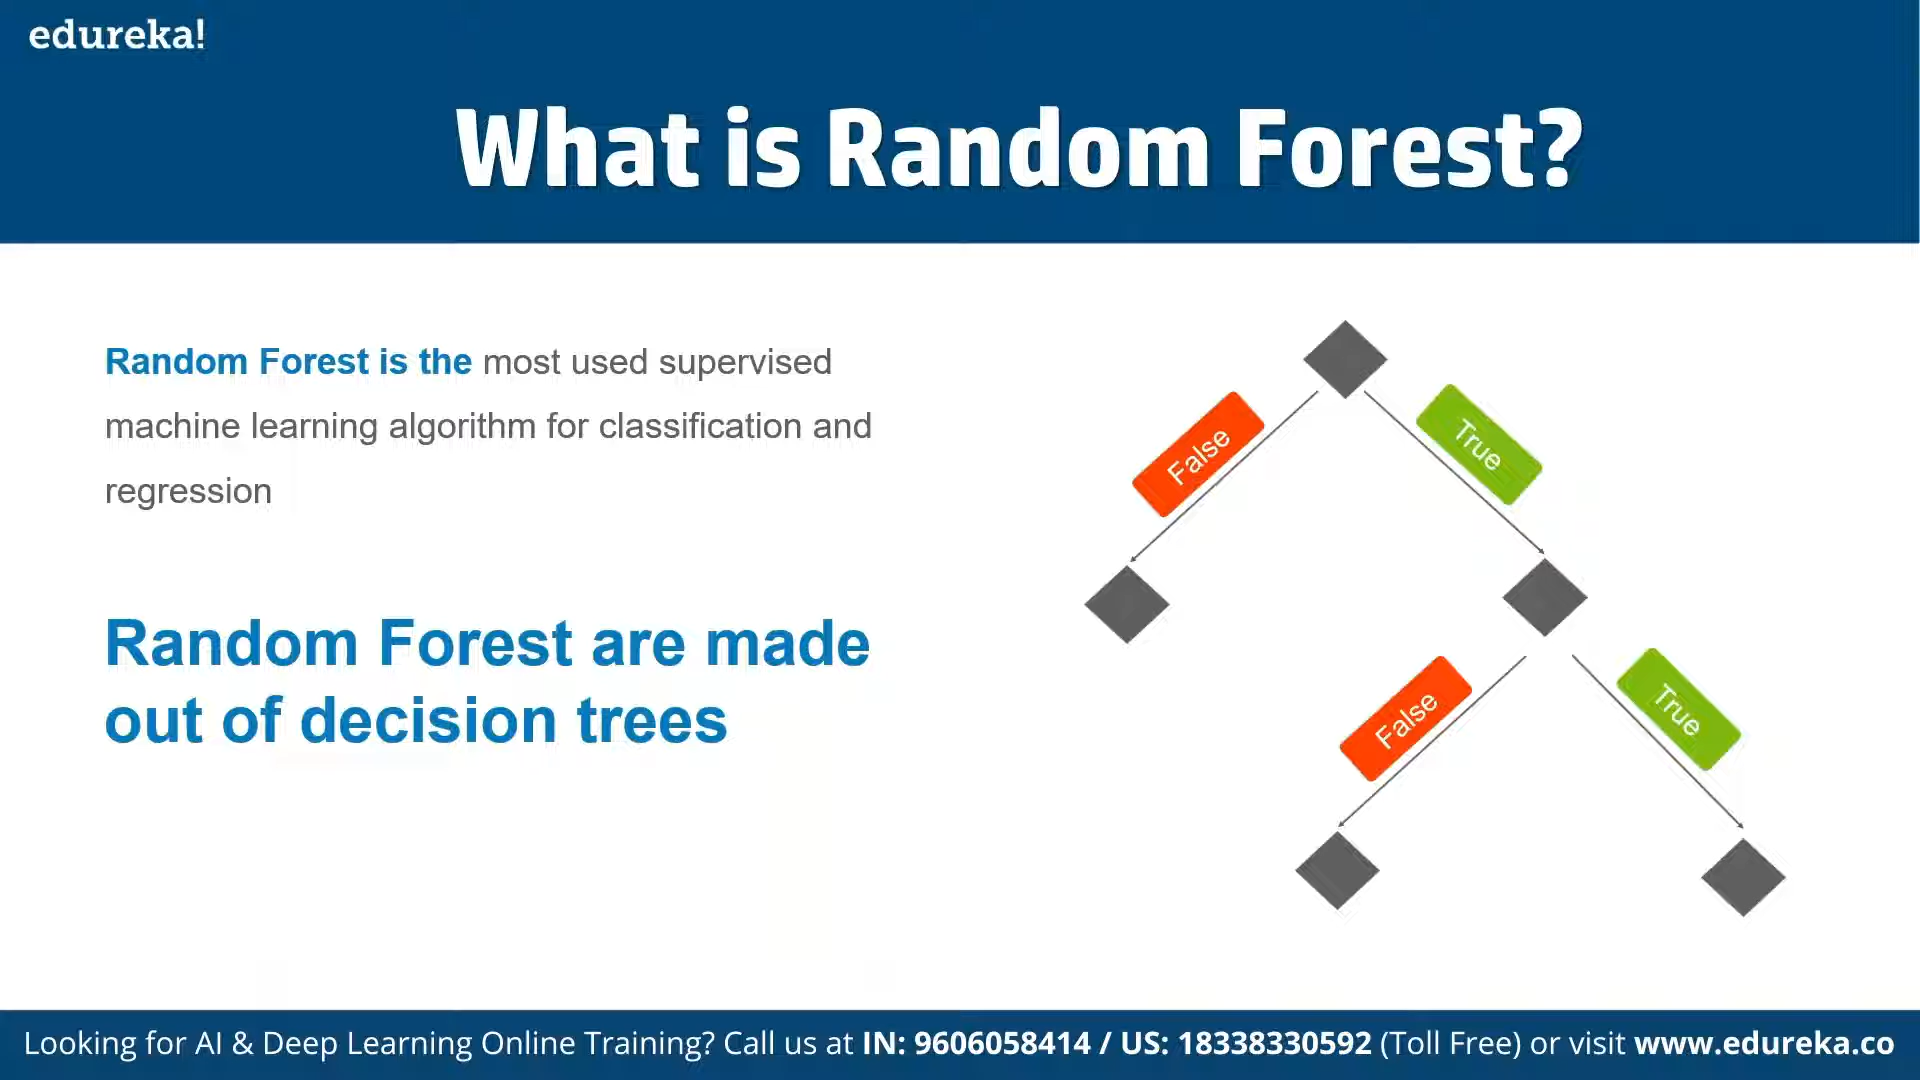 edureka!
What is Random Forest?
Random Forest is the most used supervised
machine learning algorithm for classification and
regression
Random Forest are made
out of decision trees
False
True
False
True
Looking for AI & Deep Learning Online Training? Call us at IN: 9606058414 / US: 18338330592 (Toll Free) or visit www.edureka.co